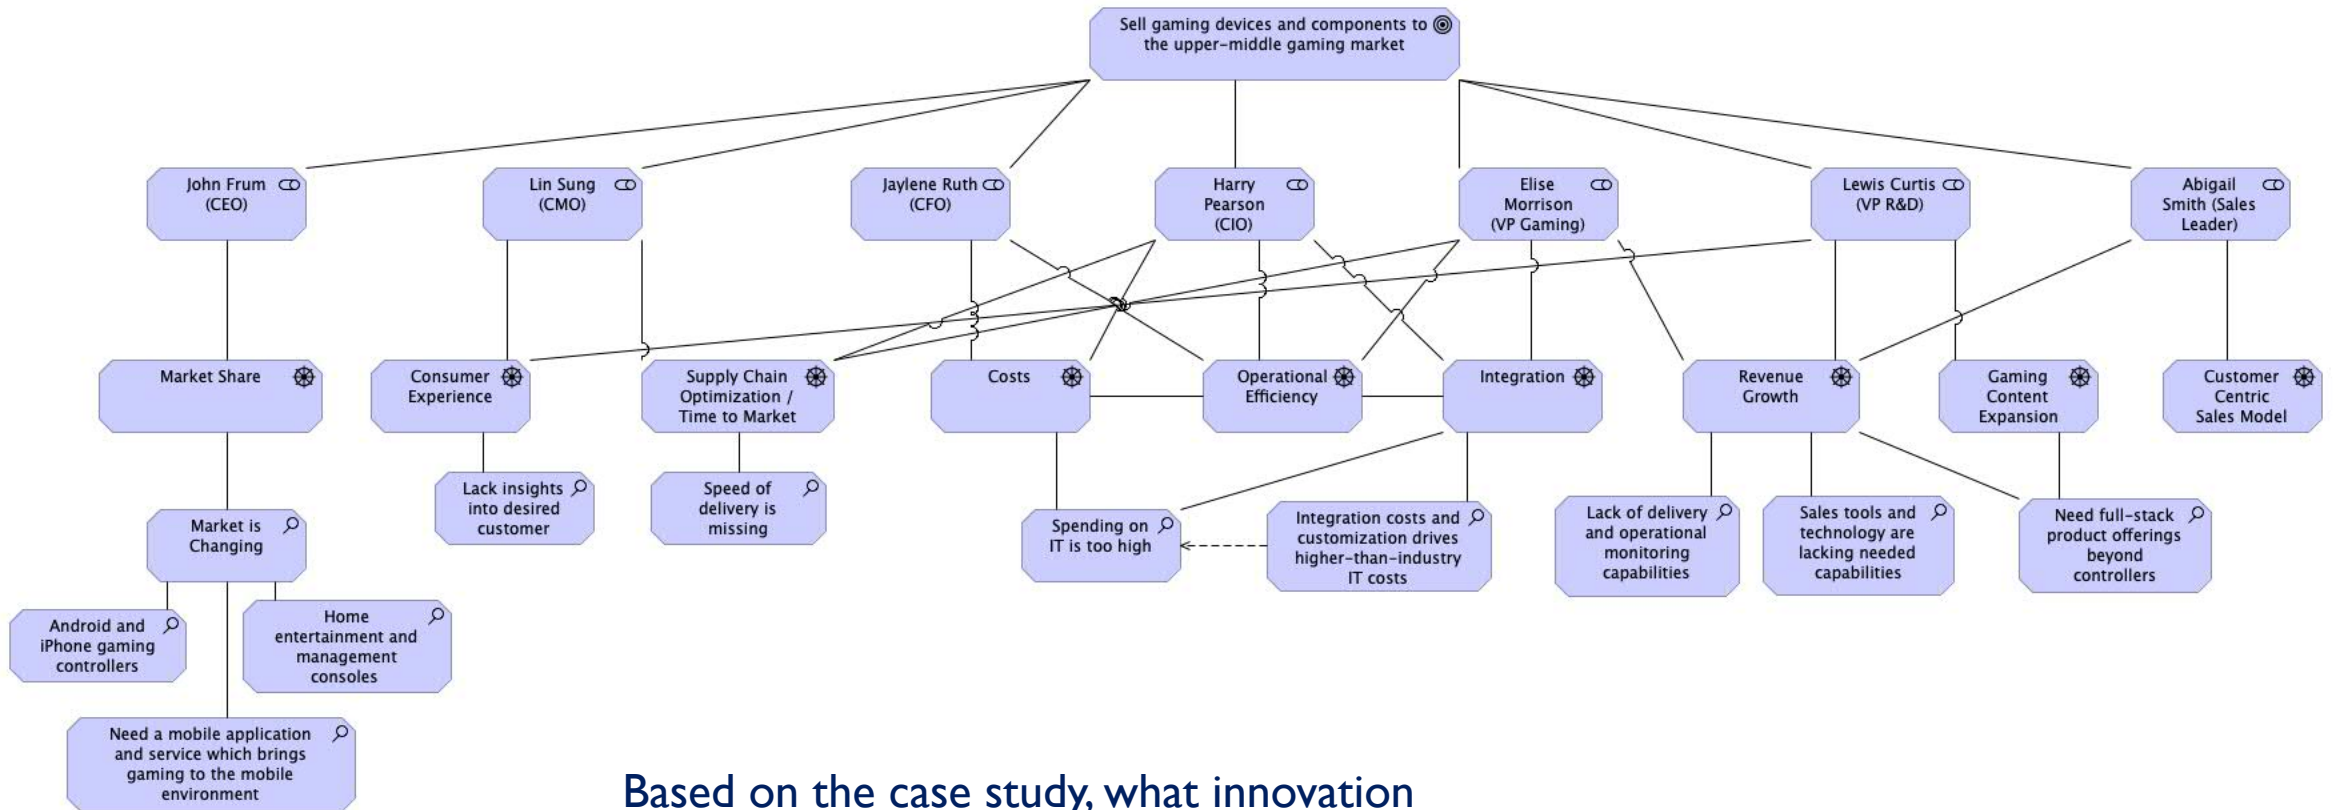 Sell gaming devices and components to
the upper-middle gaming market
John Frum
(CEO)
Lin Sung
(CMO)
Jaylene Ruth
(CFO)
Harry
Pearson
(CIO)
Elise
Morrison
(VP Gaming)
Lewis Curtis
(VP R&D)
Abigail
Smith (Sales
Leader)
Market Share
Consumer
Experience
Supply Chain
Optimization /
Time to Market
Costs
Operational
Efficiency
Integration
Revenue
Growth
Gaming
Content
Expansion
Customer
Centric
Sales Model
Market is
Changing
Lack insights
into desired
customer
Speed of
delivery is
missing
Spending on
IT is too high
Integration costs and
customization drives
higher-than-industry
IT costs
Lack of delivery
and operational
monitoring
capabilities
Sales tools and
technology are
lacking needed
capabilities
Need full-stack
product offerings
beyond
controllers
Android and
iPhone gaming
controllers
Home
entertainment and
management
consoles
Need a mobile application
and service which brings
gaming to the mobile
environment
Based on the case study, what innovation